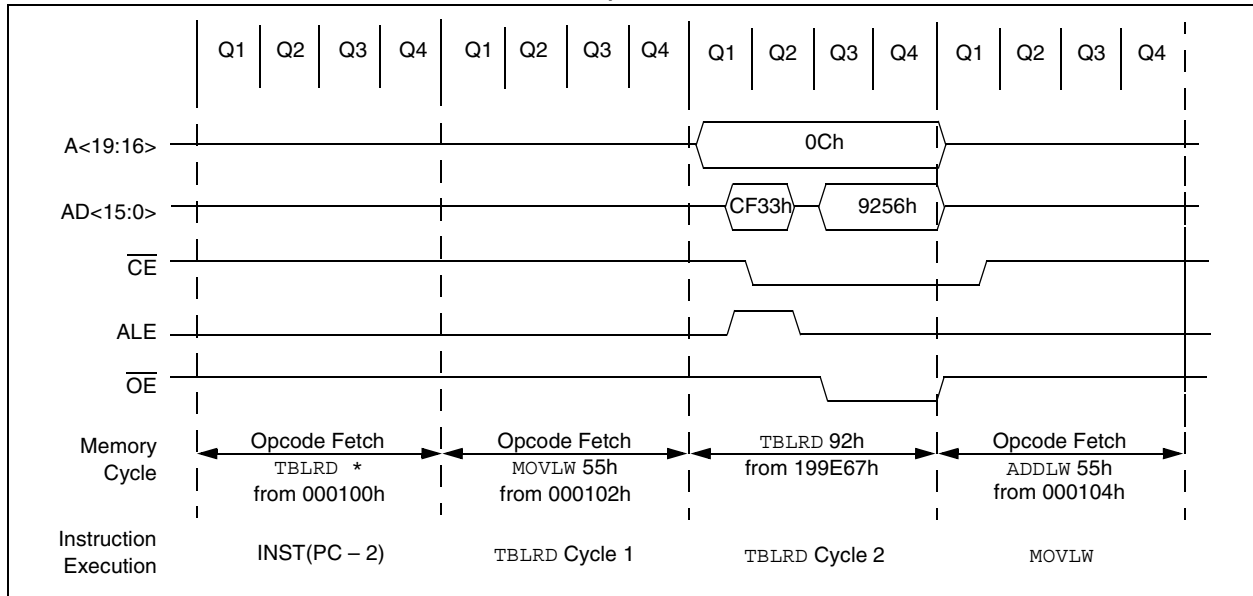 Q1 Q2 Q3 Q4 Q1 Q2 Q3 Q4 Q1 Q2 Q3 Q4 Q1 Q2 Q3 Q4
A<19:16>
0Ch
AD<15:0>
CF33h
9256h
CE
ALE
OE
Memory
Cycle
Opcode Fetch
TBLRD *
from 000100h
Opcode Fetch
MOVLW 55h
from 000102h
TBLRD 92h
from 199E67h
Opcode Fetch
ADDLW 55h
from 000104h
Instruction
Execution
INST(PC – 2)
TBLRD Cycle 1
TBLRD Cycle 2
MOVLW